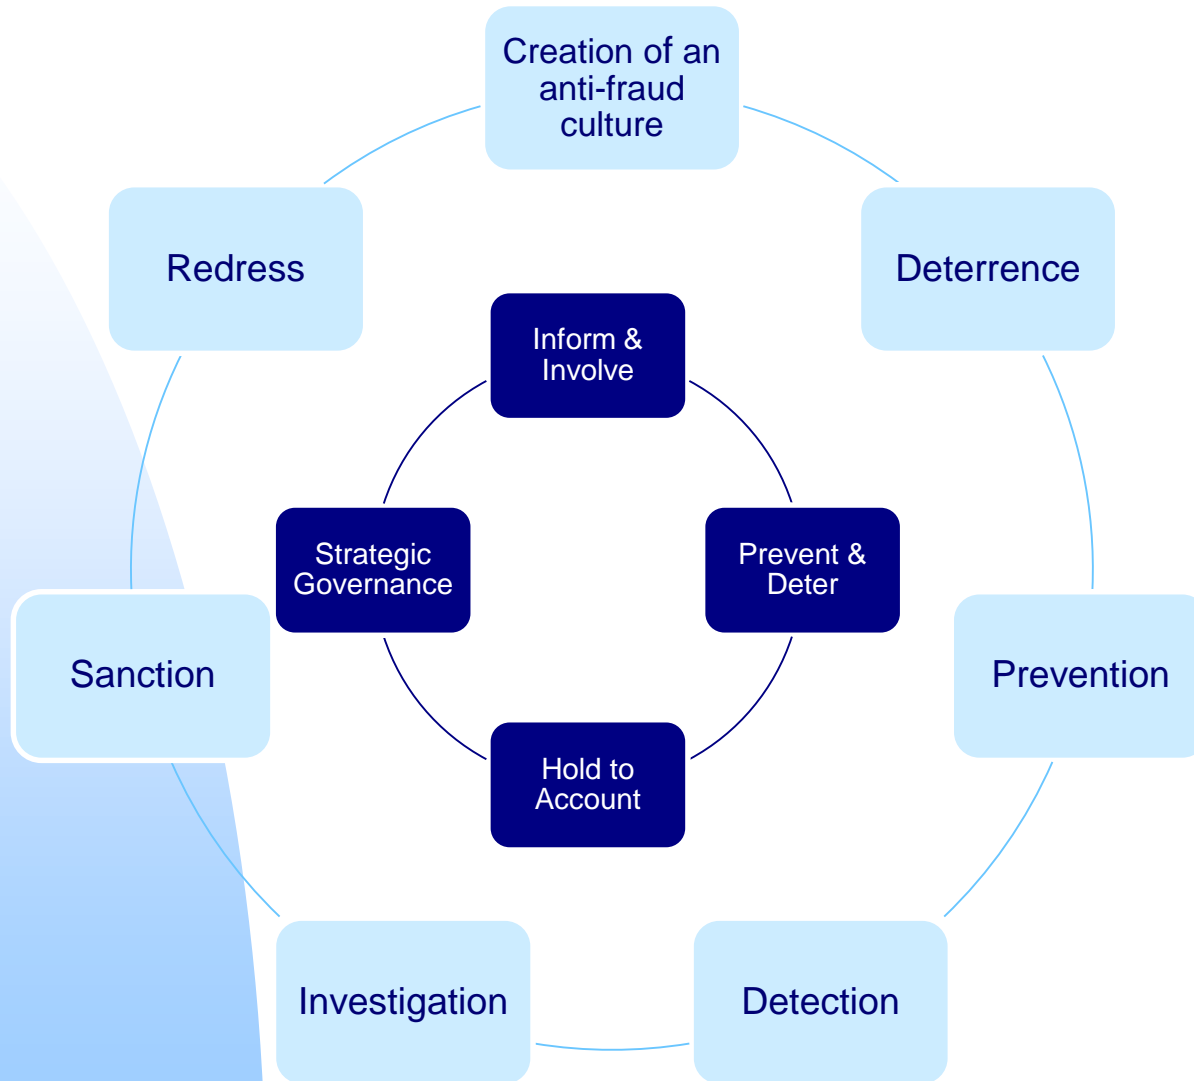 Creation of an
anti-fraud
culture
Redress
Deterrence
Inform &
Involve
Strategic
Governance
Prevent &
Deter
Sanction
Prevention
Hold to
Account
Investigation
Detection